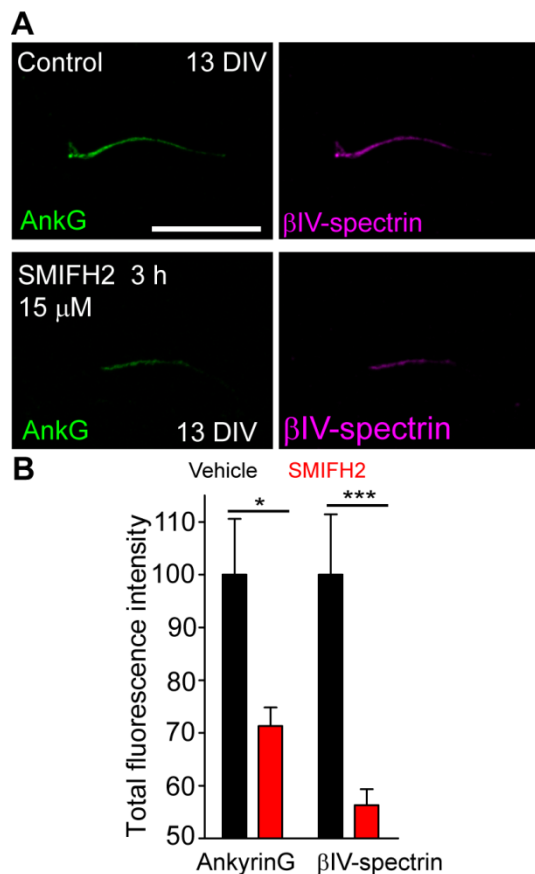 A
Control 13 DIV
AnkG
βIV-spectrin
SMIFH2 3 h
15 μM
AnkG 13 DIV
βIV-spectrin
B
Vehicle SMIFH2
* ***
Total fluorescence intensity
110
100
90
80
70
60
50
AnkyrinG βIV-spectrin